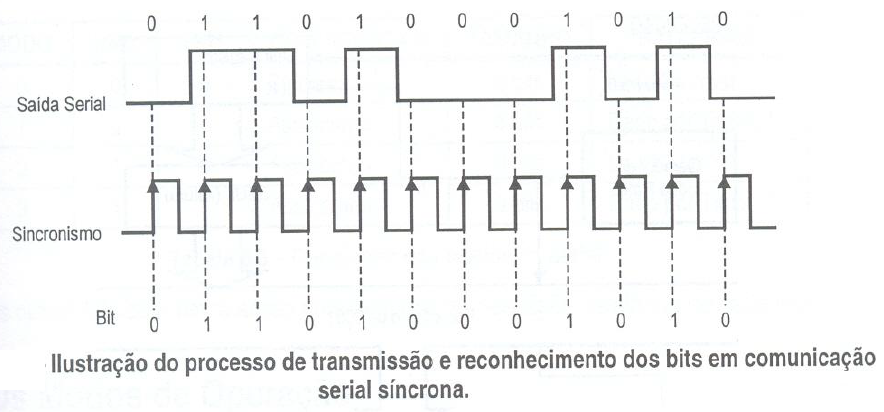 0 1 1 0 1 0 0 0 1 0 1 0
Saída Serial
Sincronismo
Bit 0 1 1 0 1 0 0 0 1 0 1 0
Ilustração do processo de transmissão e reconhecimento dos bits em comunicação
serial síncrona.